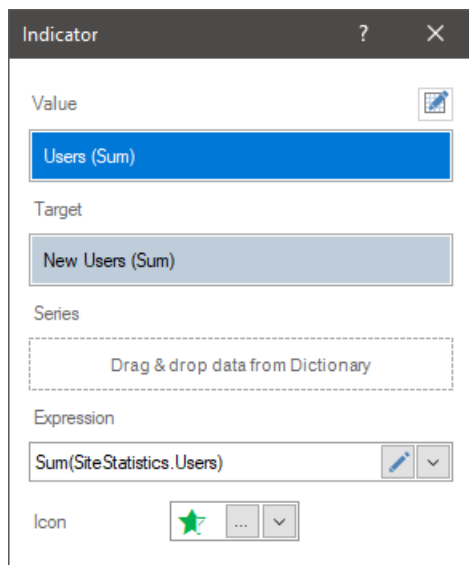 Indicator ?
Value
Users (Sum)
Target
New Users (Sum)
Series
Drag & drop data from Dictionary
Expression
Sum(SiteStatistics.Users)
Icon ...